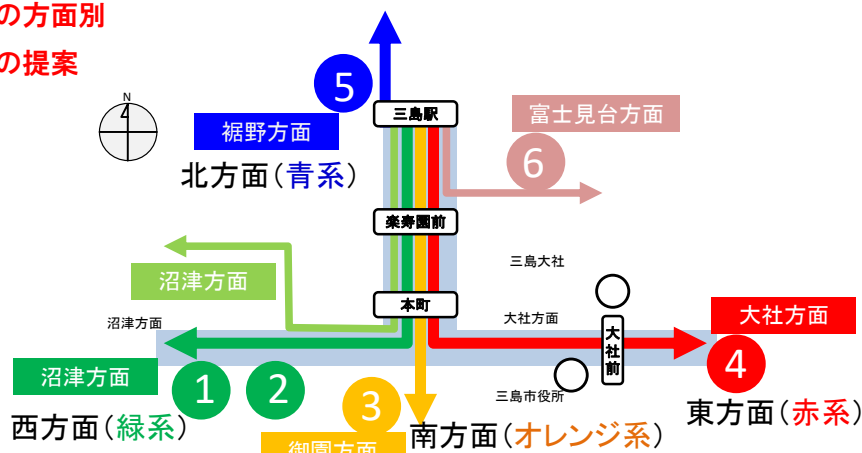 の方面別
の提案
N
5
三島駅
裾野方面
富士見台方面
6
北方面(青系)
楽寿園前
三島大社
沼津方面
本町
沼津方面
大社方面
大社前
大社方面
沼津方面
1
2
3
4
三島市役所
西方面(緑系)
御園方面
南方面(オレンジ系)
東方面(赤系)